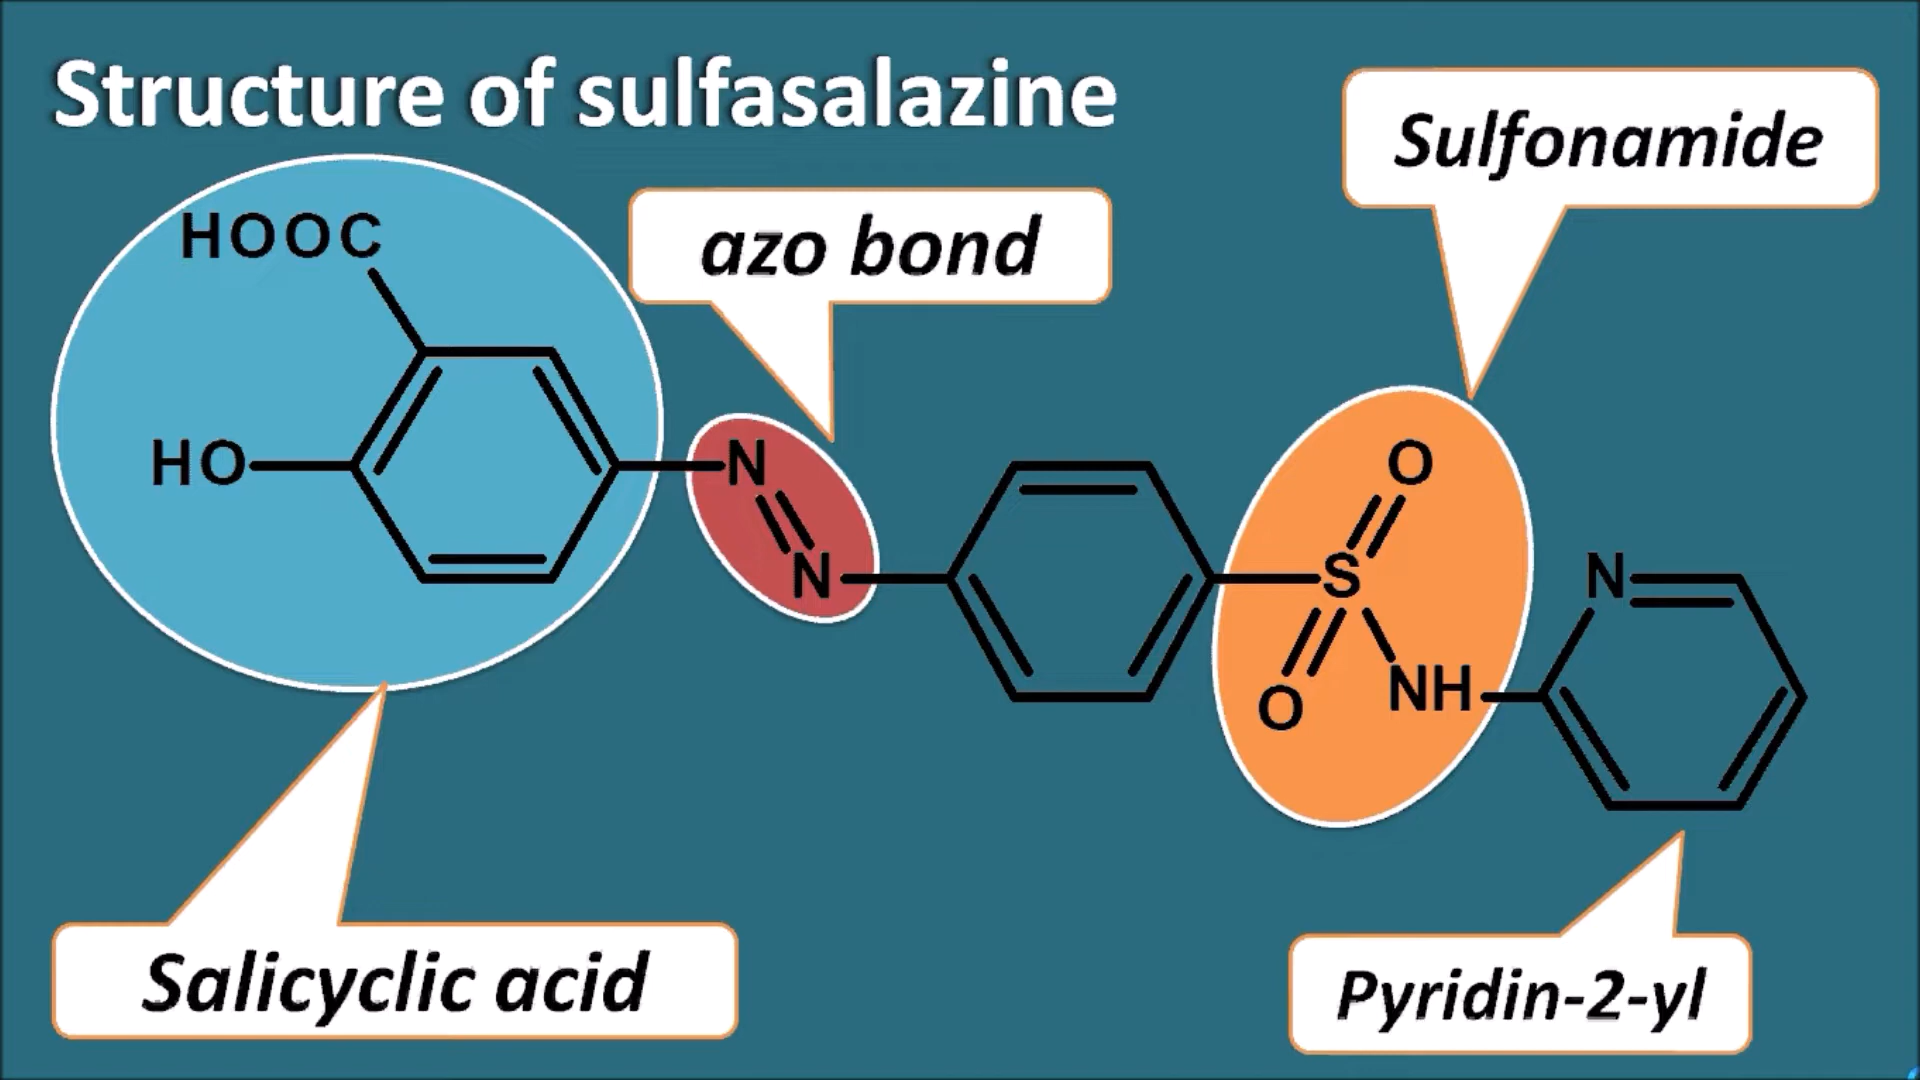 Structure of sulfasalazine
Sulfonamide
azo bond
HOOC
HO
N
N
O
S
O
NH
N
Salicyclic acid
Pyridin-2-yl